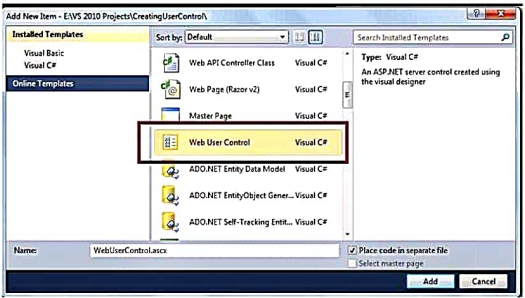 Add New Item - E:\VS 2010 Projects\CreatingUserControl\
Installed Templates
Visual Basic
Visual C#
Online Templates
Sort by: Default
Search Installed Templates
Web API Controller Class Visual C#
Web Page (Razor v2) Visual C#
Master Page Visual C#
Web User Control Visual C#
ADO.NET Entity Data Model Visual C#
ADO.NET EntityObject Gener... Visual C#
ADO.NET Self-Tracking Entit... Visual C#
Type: Visual C#
An ASP.NET server control created using
the visual designer
Name: WebUserControl.ascx
Place code in separate file
Select master page
Add Cancel